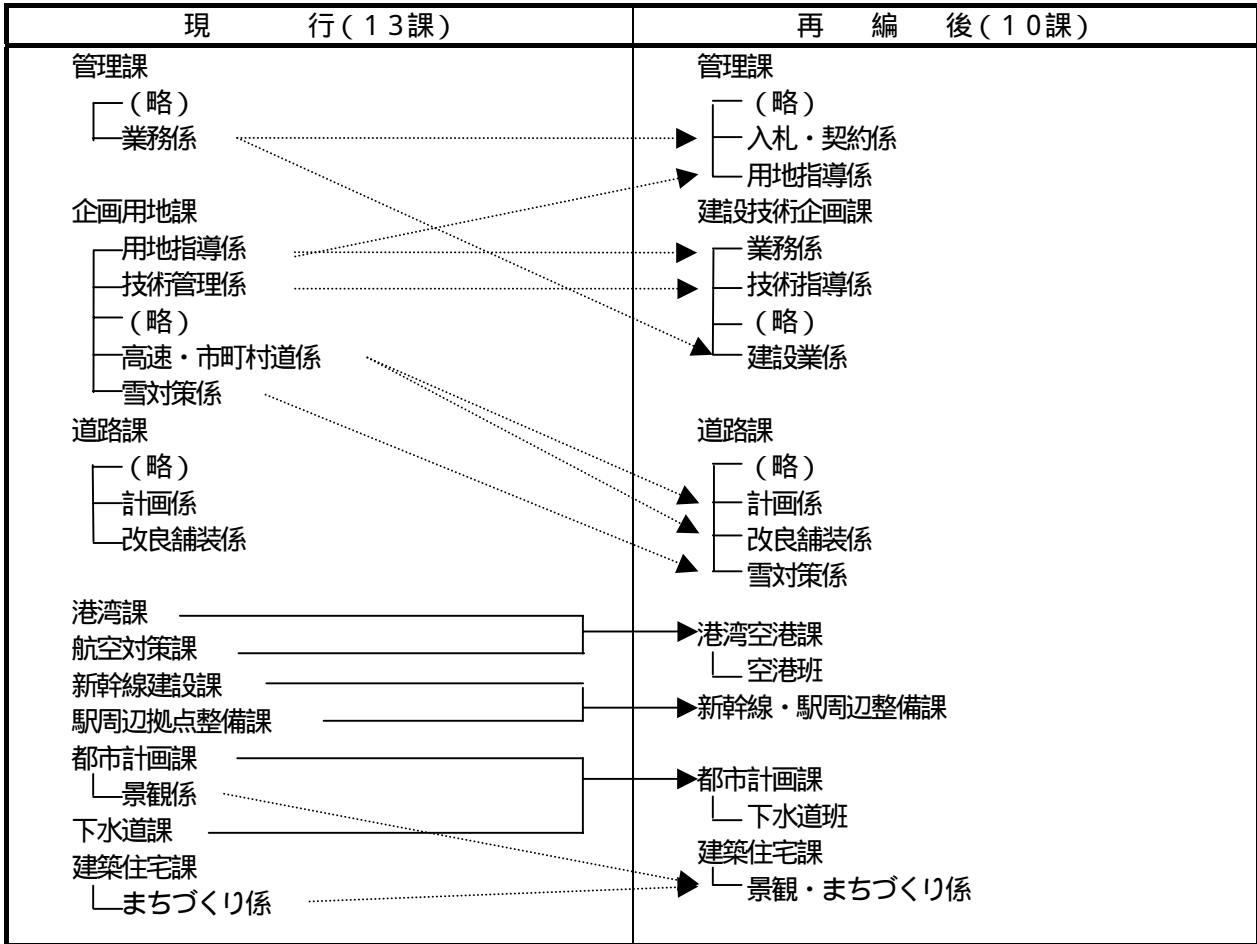 現 行(13課)
再 編 後(10課)
管理課
(略)
業務係
企画用地課
用地指導係
技術管理係
(略)
高速・市町村道係
雪対策係
道路課
(略)
計画係
改良舗装係
港湾課
航空対策課
新幹線建設課
駅周辺拠点整備課
都市計画課
景観係
下水道課
建築住宅課
まちづくり係
管理課
(略)
入札・契約係
用地指導係
建設技術企画課
業務係
技術指導係
(略)
建設業係
道路課
(略)
計画係
改良舗装係
雪対策係
港湾空港課
空港班
新幹線・駅周辺整備課
都市計画課
下水道班
建築住宅課
景観・まちづくり係